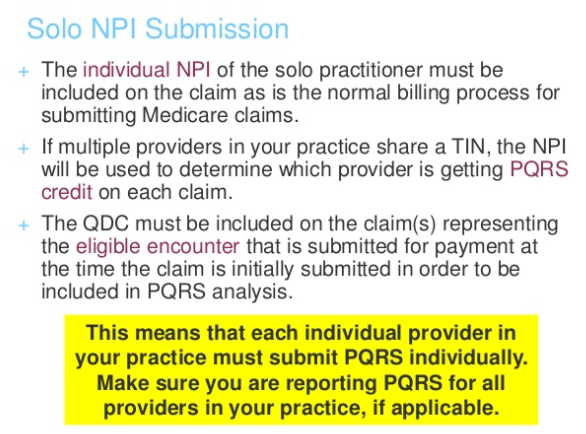 Solo NPI Submission
+ The individual NPI of the solo practitioner must be
included on the claim as is the normal billing process for
submitting Medicare claims.
+ If multiple providers in your practice share a TIN, the NPI
will be used to determine which provider is getting PQRS
credit on each claim.
+ The QDC must be included on the claim(s) representing
the eligible encounter that is submitted for payment at
the time the claim is initially submitted in order to be
included in PQRS analysis.
This means that each individual provider in
your practice must submit PQRS individually.
Make sure you are reporting PQRS for all
providers in your practice, if applicable.